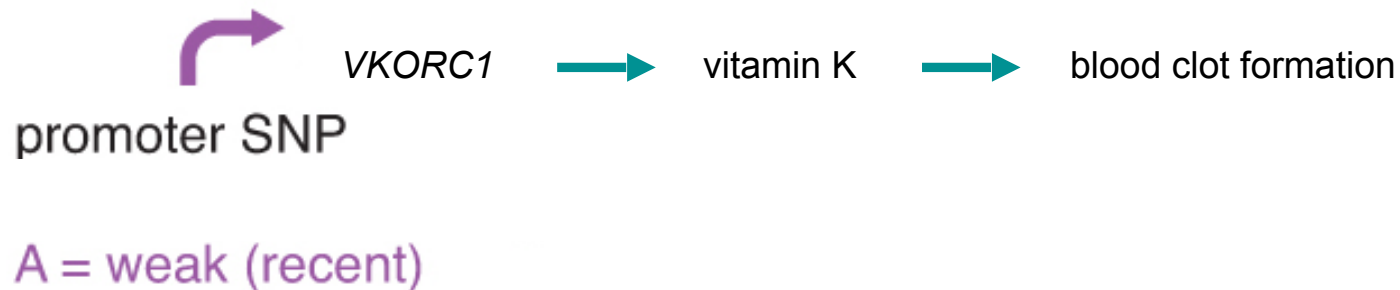 VKORC1 vitamin K blood clot formation
promoter SNP
A = weak (recent)